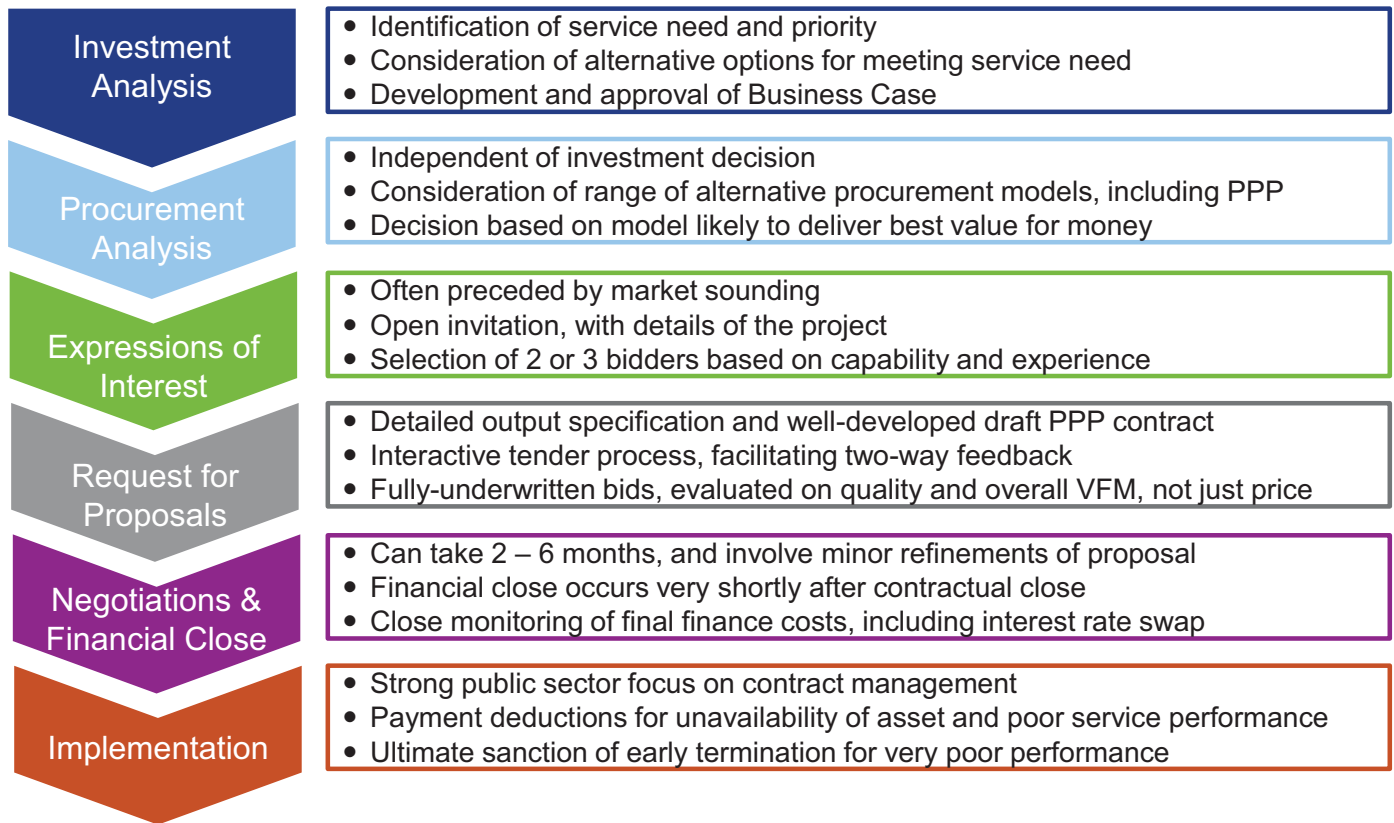 Investment
Analysis
• Identification of service need and priority
• Consideration of alternative options for meeting service need
• Development and approval of Business Case
Procurement
Analysis
• Independent of investment decision
• Consideration of range of alternative procurement models, including PPP
• Decision based on model likely to deliver best value for money
Expressions of
Interest
• Often preceded by market sounding
• Open invitation, with details of the project
• Selection of 2 or 3 bidders based on capability and experience
Request for
Proposals
• Detailed output specification and well-developed draft PPP contract
• Interactive tender process, facilitating two-way feedback
• Fully-underwritten bids, evaluated on quality and overall VFM, not just price
Negotiations &
Financial Close
• Can take 2 – 6 months, and involve minor refinements of proposal
• Financial close occurs very shortly after contractual close
• Close monitoring of final finance costs, including interest rate swap
Implementation
• Strong public sector focus on contract management
• Payment deductions for unavailability of asset and poor service performance
• Ultimate sanction of early termination for very poor performance